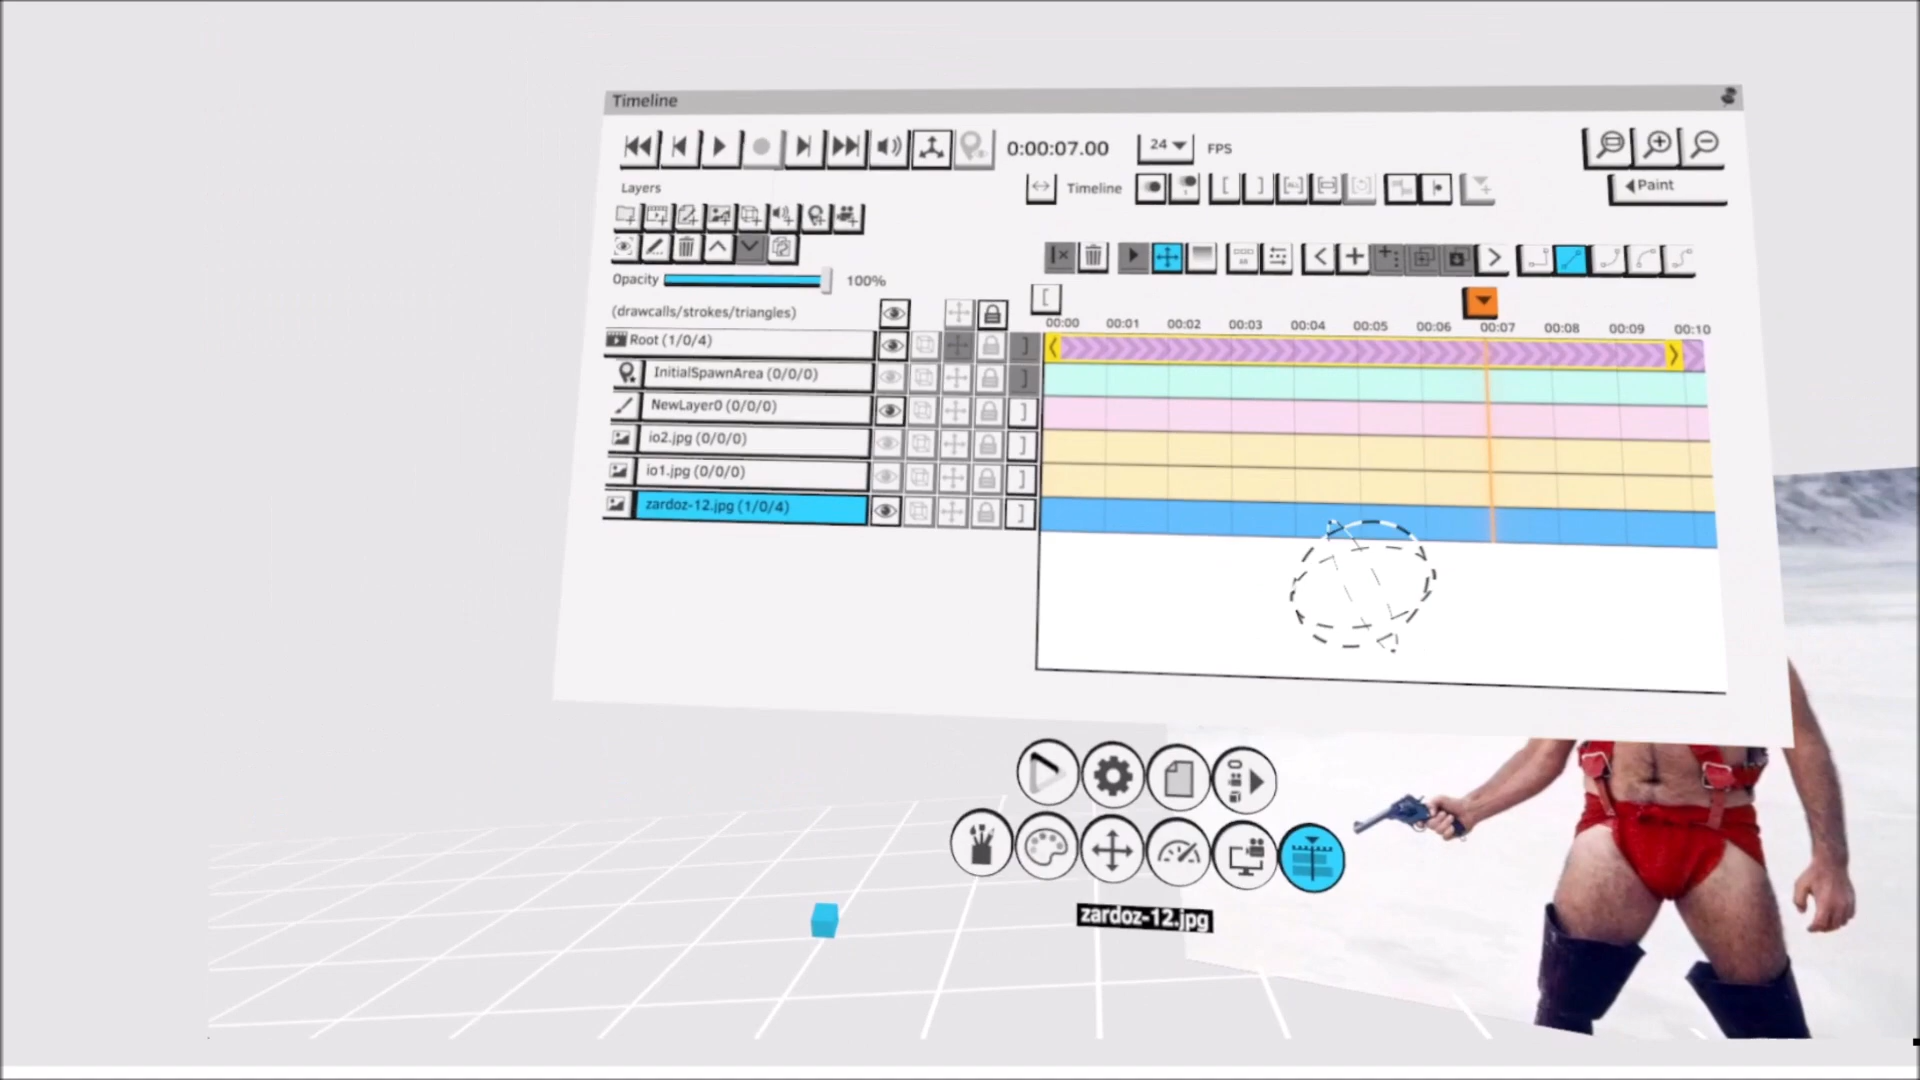 Timeline
0:00:07.00
24
FPS
Layers
Timeline
Paint
Opacity
100%
(drawcalls/strokes/triangles)
00:00 00:01 00:02 00:03 00:04 00:05 00:06 00:07 00:08 00:09 00:10
Root (1/0/4)
InitialSpawnArea (0/0/0)
NewLayer0 (0/0/0)
io2.jpg (0/0/0)
io1.jpg (0/0/0)
zardoz-12.jpg (1/0/4)
zardoz-12.jpg